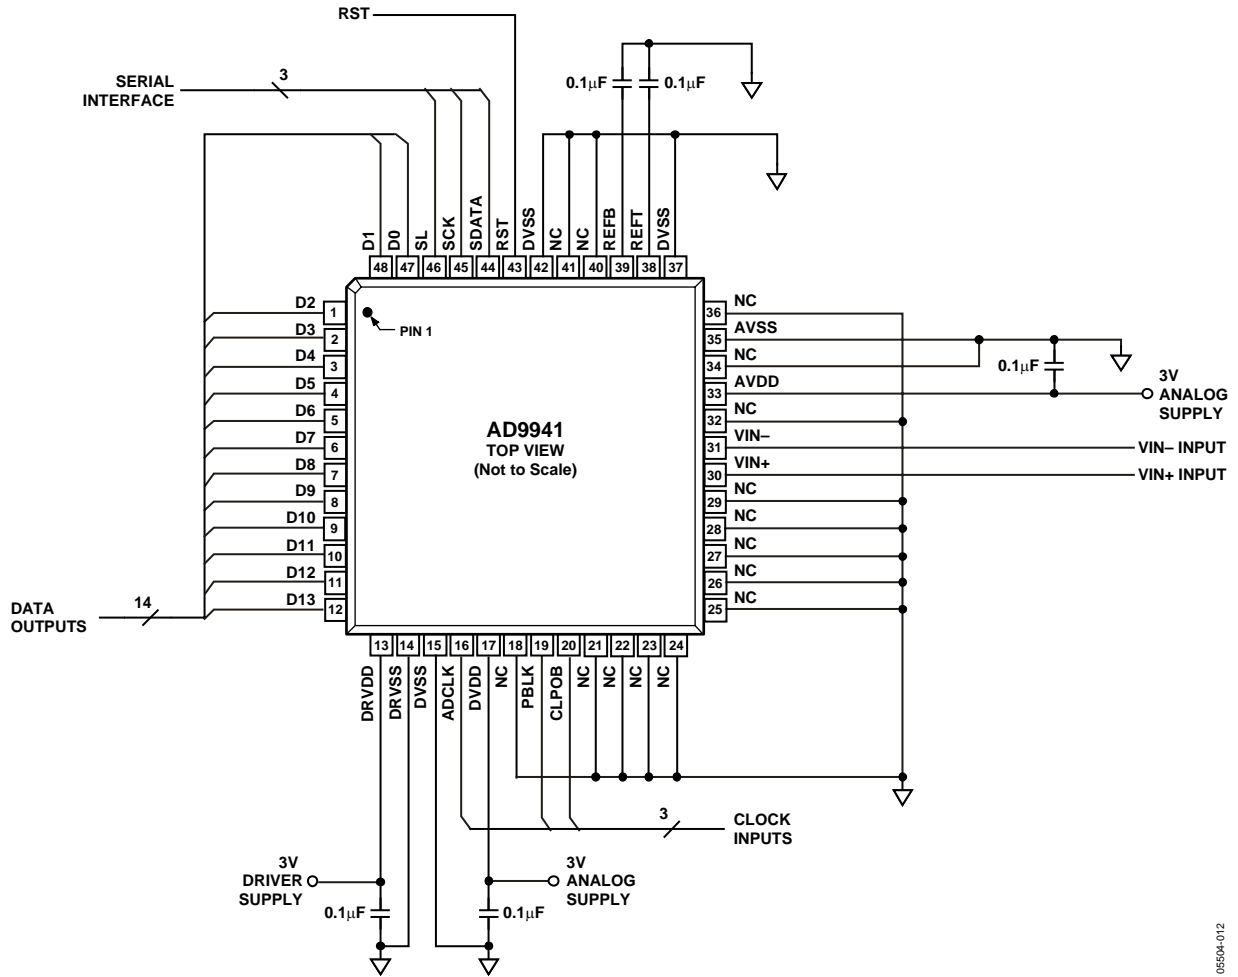 RST
SERIAL
INTERFACE
3
0.1µF
0.1µF
D1
D0
SL
SCK
SDATA
RST
DVSS
NC
NC
REFB
REFT
DVSS
48
47
46
45
44
43
42
41
40
39
38
37
D2
D3
D4
D5
D6
D7
D8
D9
D10
D11
D12
D13
1
2
3
4
5
6
7
8
9
10
11
12
PIN 1
AD9941
TOP VIEW
(Not to Scale)
36
35
34
33
32
31
30
29
28
27
26
25
NC
AVSS
NC
AVDD
NC
VIN–
VIN+
NC
NC
NC
NC
NC
0.1µF
3V
ANALOG
SUPPLY
VIN– INPUT
VIN+ INPUT
DATA
OUTPUTS
14
13
14
15
16
17
18
19
20
21
22
23
24
DRVDD
DRVSS
DVSS
ADCLK
DVDD
NC
PBLK
CLPOB
NC
NC
NC
NC
3
CLOCK
INPUTS
3V
DRIVER
SUPPLY
0.1µF
3V
ANALOG
SUPPLY
0.1µF
05504-012